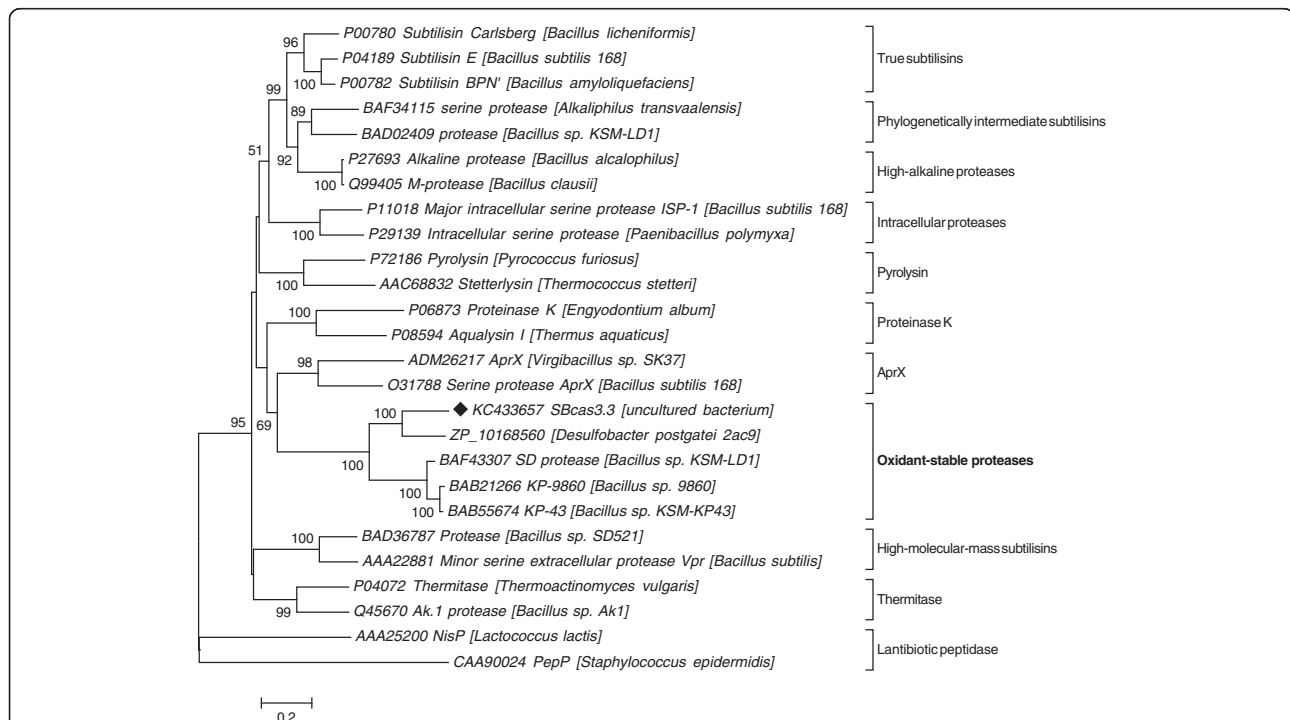 96
P00780 Subtilisin Carlsberg [Bacillus licheniformis]
P04189 Subtilisin E [Bacillus subtilis 168]
True subtilisins
100
P00782 Subtilisin BPN' [Bacillus amyloliquefaciens]
99
89
BAF34115 serine protease [Alkaliphilus transvaalensis]
Phylogenetically intermediate subtilisins
BAD02409 protease [Bacillus sp. KSM-LD1]
51
92
P27693 Alkaline protease [Bacillus alcalophilus]
High-alkaline proteases
100
Q99405 M-protease [Bacillus clausii]
P11018 Major intracellular serine protease ISP-1 [Bacillus subtilis 168]
Intracellular proteases
100
P29139 Intracellular serine protease [Paenibacillus polymyxa]
P72186 Pyrolysin [Pyrococcus furiosus]
Pyrolysin
100
AAC68832 Stetterlysin [Thermococcus stetteri]
100
P06873 Proteinase K [Engyodontium album]
Proteinase K
P08594 Aqualysin I [Thermus aquaticus]
98
ADM26217 AprX [Virgibacillus sp. SK37]
AprX
O31788 Serine protease AprX [Bacillus subtilis 168]
95
69
100
KC433657 SBcas3.3 [uncultured bacterium]
ZP_10168560 [Desulfobacter postgatei 2ac9]
100
BAF43307 SD protease [Bacillus sp. KSM-LD1]
Oxidant-stable proteases
100
BAB21266 KP-9860 [Bacillus sp. 9860]
100
BAB55674 KP-43 [Bacillus sp. KSM-KP43]
100
BAD36787 Protease [Bacillus sp. SD521]
High-molecular-mass subtilisins
AAA22881 Minor serine extracellular protease Vpr [Bacillus subtilis]
P04072 Thermitase [Thermoactinomyces vulgaris]
Thermitase
99
Q45670 Ak.1 protease [Bacillus sp. Ak1]
AAA25200 NisP [Lactococcus lactis]
Lantibiotic peptidase
CAA90024 PepP [Staphylococcus epidermidis]
0.2